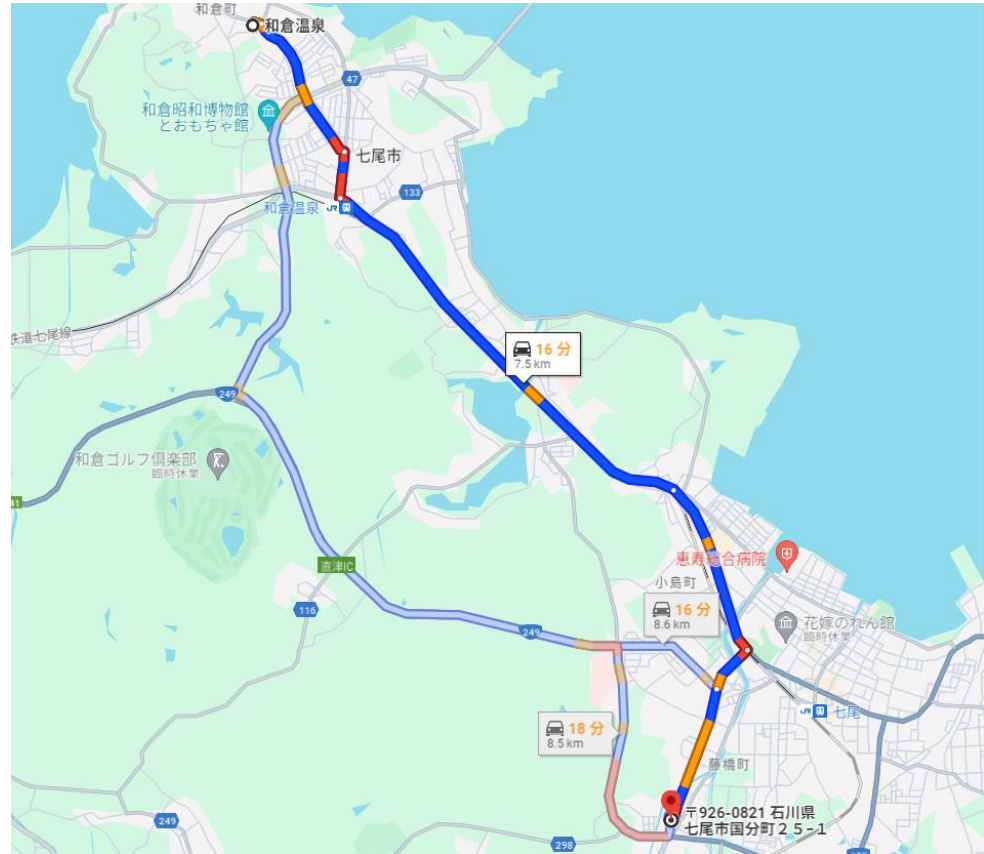 和倉町
和倉温泉
47
和倉昭和博物館
とおもちゃ館
七尾市
133
和倉温泉
JR
鉄道七尾線
16 分
7.5 km
249
和倉ゴルフ倶楽部
臨時休業
41
直津IC
恵寿総合病院
小島町
116
16 分
8.6 km
花嫁のれん館
臨時休業
249
JR
七尾
18 分
8.5 km
藤橋町
〒926-0821 石川県
七尾市国分町２５−１
249
298